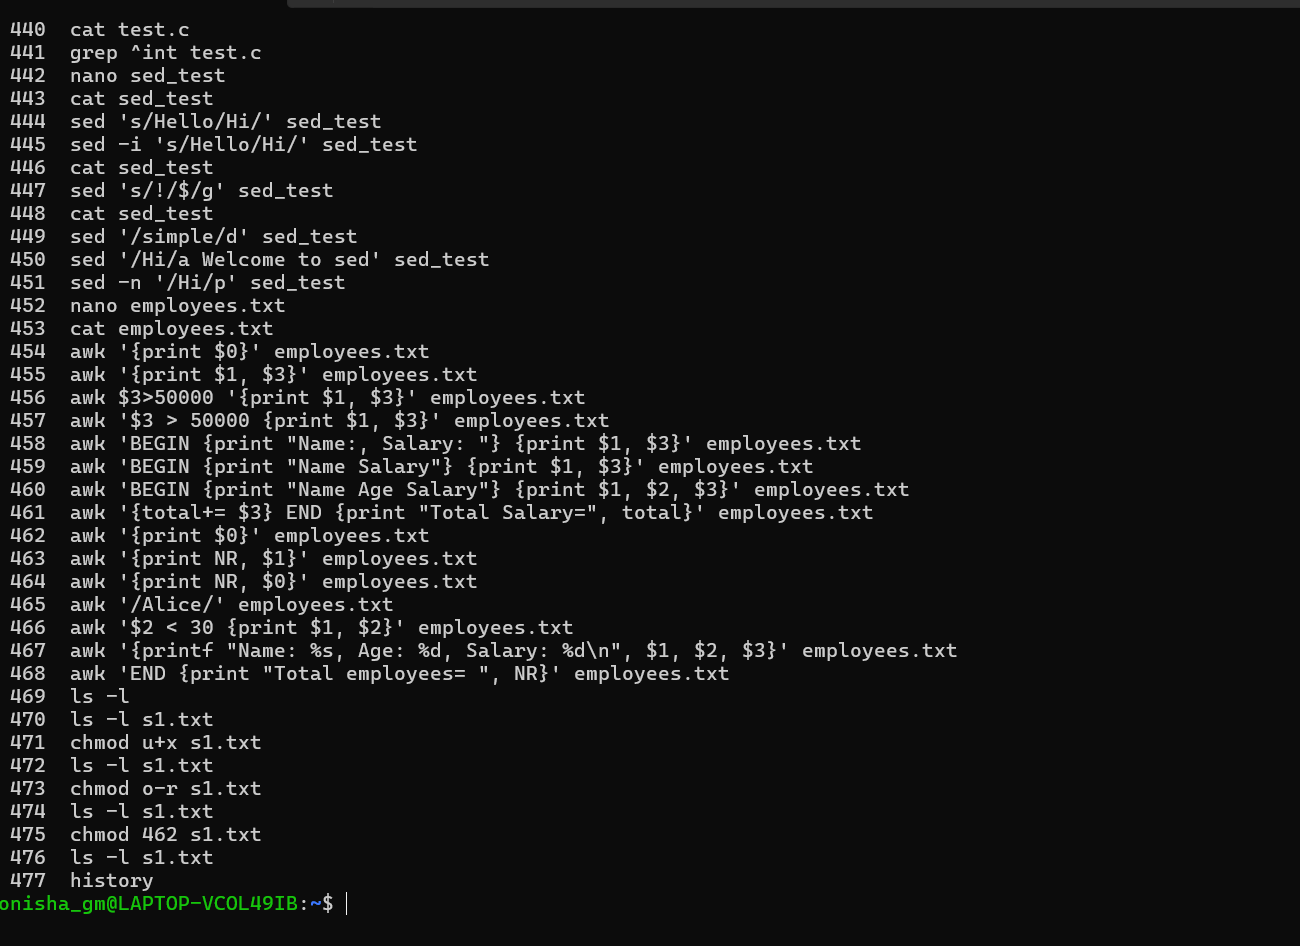 440  cat test.c
441  grep ^int test.c
442  nano sed_test
443  cat sed_test
444  sed 's/Hello/Hi/' sed_test
445  sed -i 's/Hello/Hi/' sed_test
446  cat sed_test
447  sed 's/!/$/g' sed_test
448  cat sed_test
449  sed '/simple/d' sed_test
450  sed '/Hi/a Welcome to sed' sed_test
451  sed -n '/Hi/p' sed_test
452  nano employees.txt
453  cat employees.txt
454  awk '{print $0}' employees.txt
455  awk '{print $1, $3}' employees.txt
456  awk $3>50000 '{print $1, $3}' employees.txt
457  awk '$3 > 50000 {print $1, $3}' employees.txt
458  awk 'BEGIN {print "Name:, Salary: "} {print $1, $3}' employees.txt
459  awk 'BEGIN {print "Name Salary"} {print $1, $3}' employees.txt
460  awk 'BEGIN {print "Name Age Salary"} {print $1, $2, $3}' employees.txt
461  awk '{total+= $3} END {print "Total Salary=", total}' employees.txt
462  awk '{print $0}' employees.txt
463  awk '{print NR, $1}' employees.txt
464  awk '{print NR, $0}' employees.txt
465  awk '/Alice/' employees.txt
466  awk '$2 < 30 {print $1, $2}' employees.txt
467  awk '{printf "Name: %s, Age: %d, Salary: %d\n", $1, $2, $3}' employees.txt
468  awk 'END {print "Total employees= ", NR}' employees.txt
469  ls -l
470  ls -l s1.txt
471  chmod u+x s1.txt
472  ls -l s1.txt
473  chmod o-r s1.txt
474  ls -l s1.txt
475  chmod 462 s1.txt
476  ls -l s1.txt
477  history
onisha_gm@LAPTOP-VCOL49IB:~$